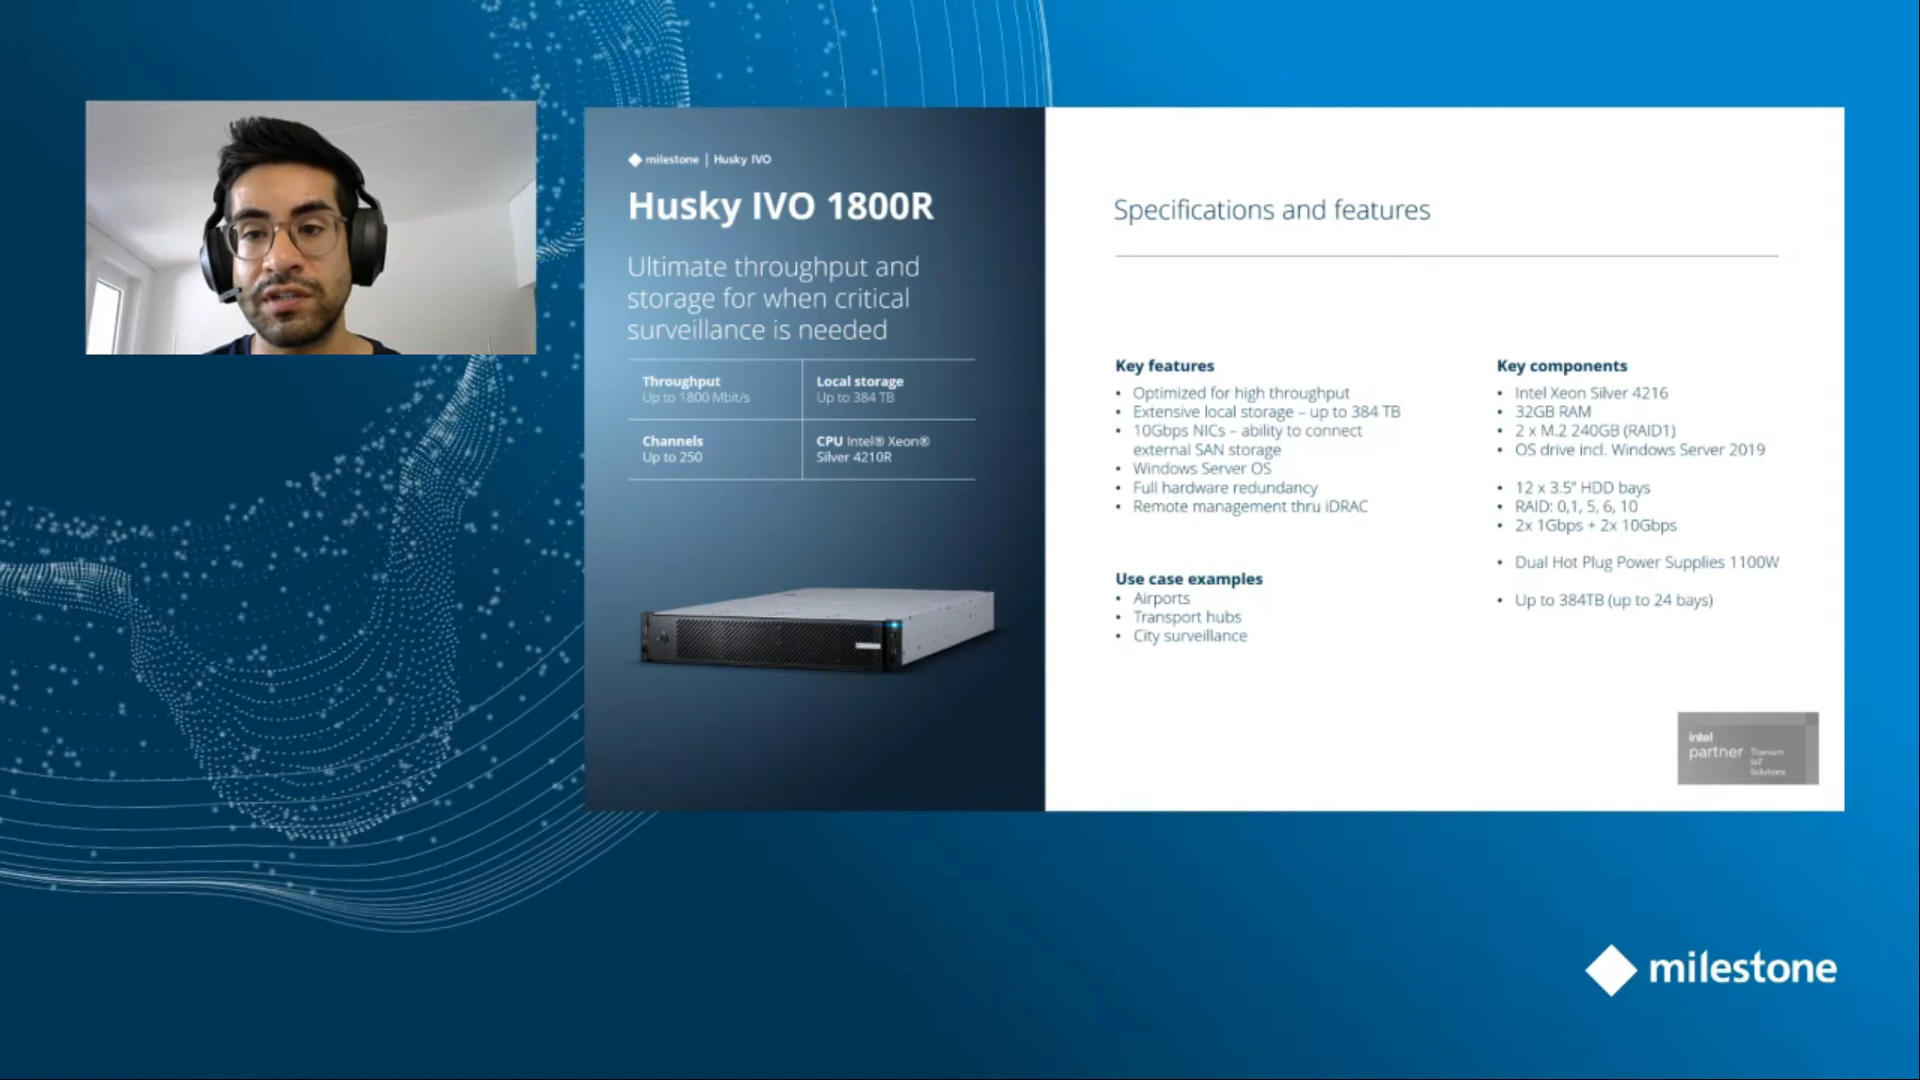 milestone | Husky IVO
Husky IVO 1800R
Ultimate throughput and
storage for when critical
surveillance is needed
Throughput
Up to 1800 Mbit/s
Local storage
Up to 384 TB
Channels
Up to 250
CPU Intel® Xeon®
Silver 4210R
Specifications and features
Key features
• Optimized for high throughput
• Extensive local storage – up to 384 TB
• 10Gbps NICs – ability to connect
external SAN storage
• Windows Server OS
• Full hardware redundancy
• Remote management thru iDRAC
Use case examples
• Airports
• Transport hubs
• City surveillance
Key components
• Intel Xeon Silver 4216
• 32GB RAM
• 2 x M.2 240GB (RAID1)
• OS drive incl. Windows Server 2019
• 12 x 3.5” HDD bays
• RAID: 0,1, 5, 6, 10
• 2x 1Gbps + 2x 10Gbps
• Dual Hot Plug Power Supplies 1100W
• Up to 384TB (up to 24 bays)
intel
partner
Titanium
IoT
Solutions
milestone